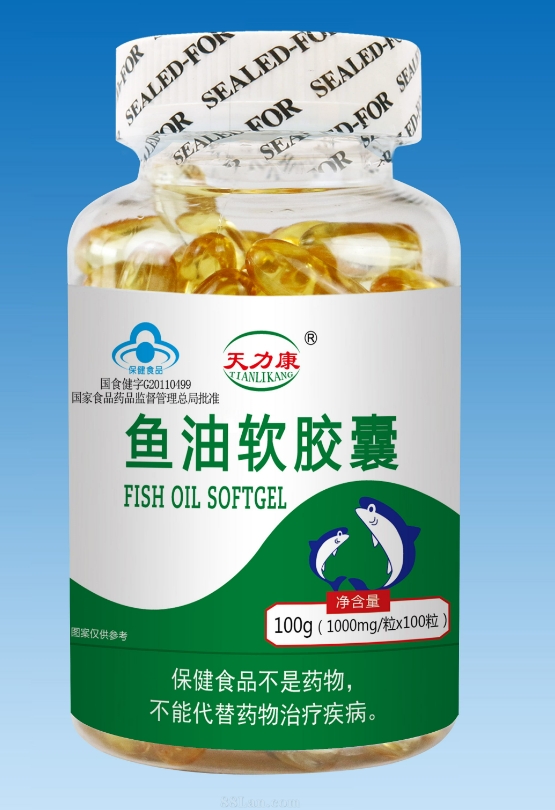 SEALED-FOR SEALED-FOR SEALED-FOR
保健食品
国食健字G20110499
国家食品药品监督管理总局批准
天力康®
TIANLIKANG
鱼油软胶囊
FISH OIL SOFTGEL
净含量
100g（1000mg/粒x100粒）
图案仅供参考
保健食品不是药物，
不能代替药物治疗疾病。